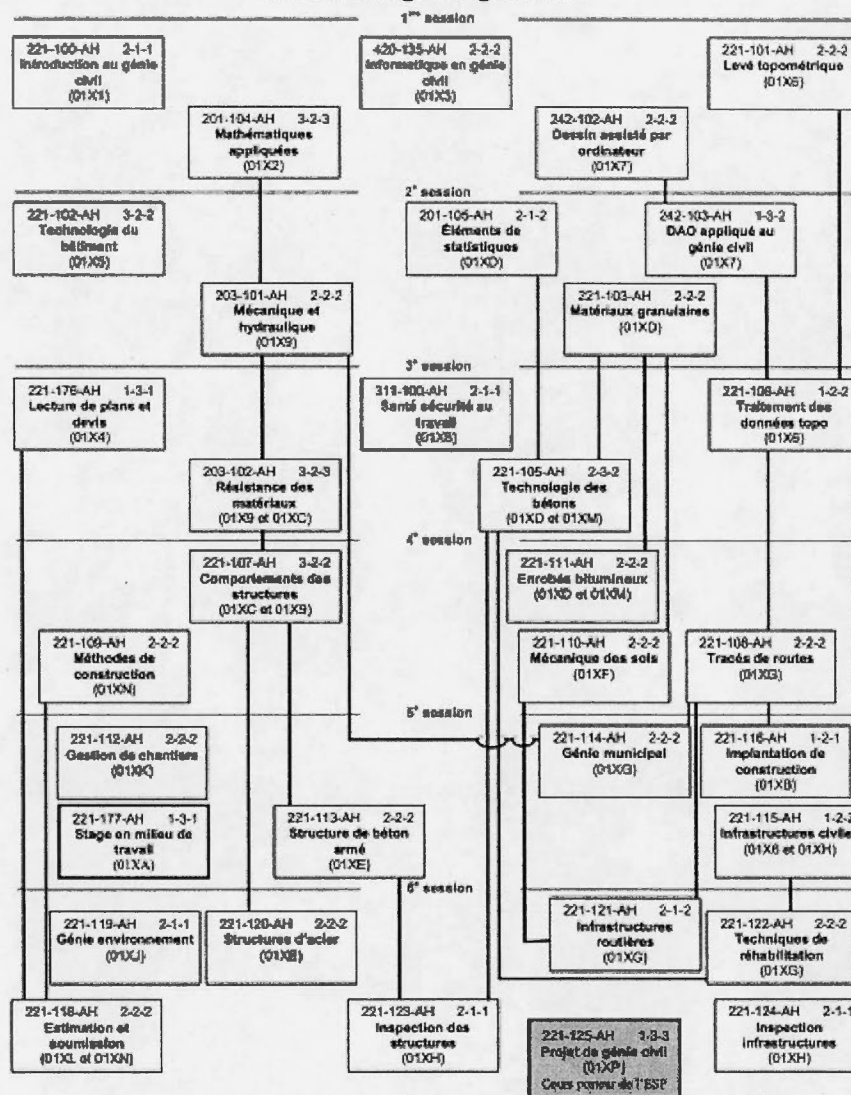 1re session
221-100-AH 2-1-1
Introduction au génie
civil
(01X1)
420-135-AH 2-2-2
Informatique en génie
civil
(01X3)
221-101-AH 2-2-2
Levé topométrique
(01X6)
201-104-AH 3-2-3
Mathématiques
appliquées
(01X2)
242-102-AH 2-2-2
Dessin assisté par
ordinateur
(01X7)
2e session
221-102-AH 3-2-2
Technologie du
bâtiment
(01X5)
201-105-AH 2-1-2
Éléments de
statistiques
(01XD)
242-103-AH 1-3-2
DAO appliqué au
génie civil
(01X7)
203-101-AH 2-2-2
Mécanique et
hydraulique
(01X9)
221-103-AH 2-2-2
Matériaux granulaires
(01XD)
3e session
221-176-AH 1-3-1
Lecture de plans et
devis
(01X4)
311-100-AH 2-1-1
Santé sécurité au
travail
(01X8)
221-106-AH 1-2-2
Traitement des
données topo
(01X6)
203-102-AH 3-2-3
Résistance des
matériaux
(01X9 et 01XC)
221-105-AH 2-3-2
Technologie des
bétons
(01XD et 01XM)
4e session
221-107-AH 3-2-2
Comportements des
structures
(01XC et 01X9)
221-111-AH 2-2-2
Enrobés bitumineux
(01XD et 01XM)
221-109-AH 2-2-2
Méthodes de
construction
(01XN)
221-110-AH 2-2-2
Mécanique des sols
(01XF)
221-108-AH 2-2-2
Tracés de routes
(01XG)
5e session
221-112-AH 2-2-2
Gestion de chantiers
(01XK)
221-114-AH 2-2-2
Génie municipal
(01XG)
221-116-AH 1-2-1
Implantation de
construction
(01XB)
221-177-AH 1-3-1
Stage en milieu de
travail
(01XA)
221-113-AH 2-2-2
Structure de béton
armé
(01XE)
221-115-AH 1-2-2
Infrastructures civile
(01X6 et 01XH)
6e session
221-119-AH 2-1-1
Génie environnement
(01XJ)
221-120-AH 2-2-2
Structures d'acier
(01XE)
221-121-AH 2-1-2
Infrastructures
routières
(01XG)
221-122-AH 2-2-2
Techniques de
réhabilitation
(01XG)
221-118-AH 2-2-2
Estimation et
soumission
(01XL et 01XN)
221-123-AH 2-1-1
Inspection des
structures
(01XH)
221-125-AH 1-3-3
Projet de génie civil
(01XP)
Cours porteur de l'ESP
221-124-AH 2-1-1
Inspection
infrastructures
(01XH)